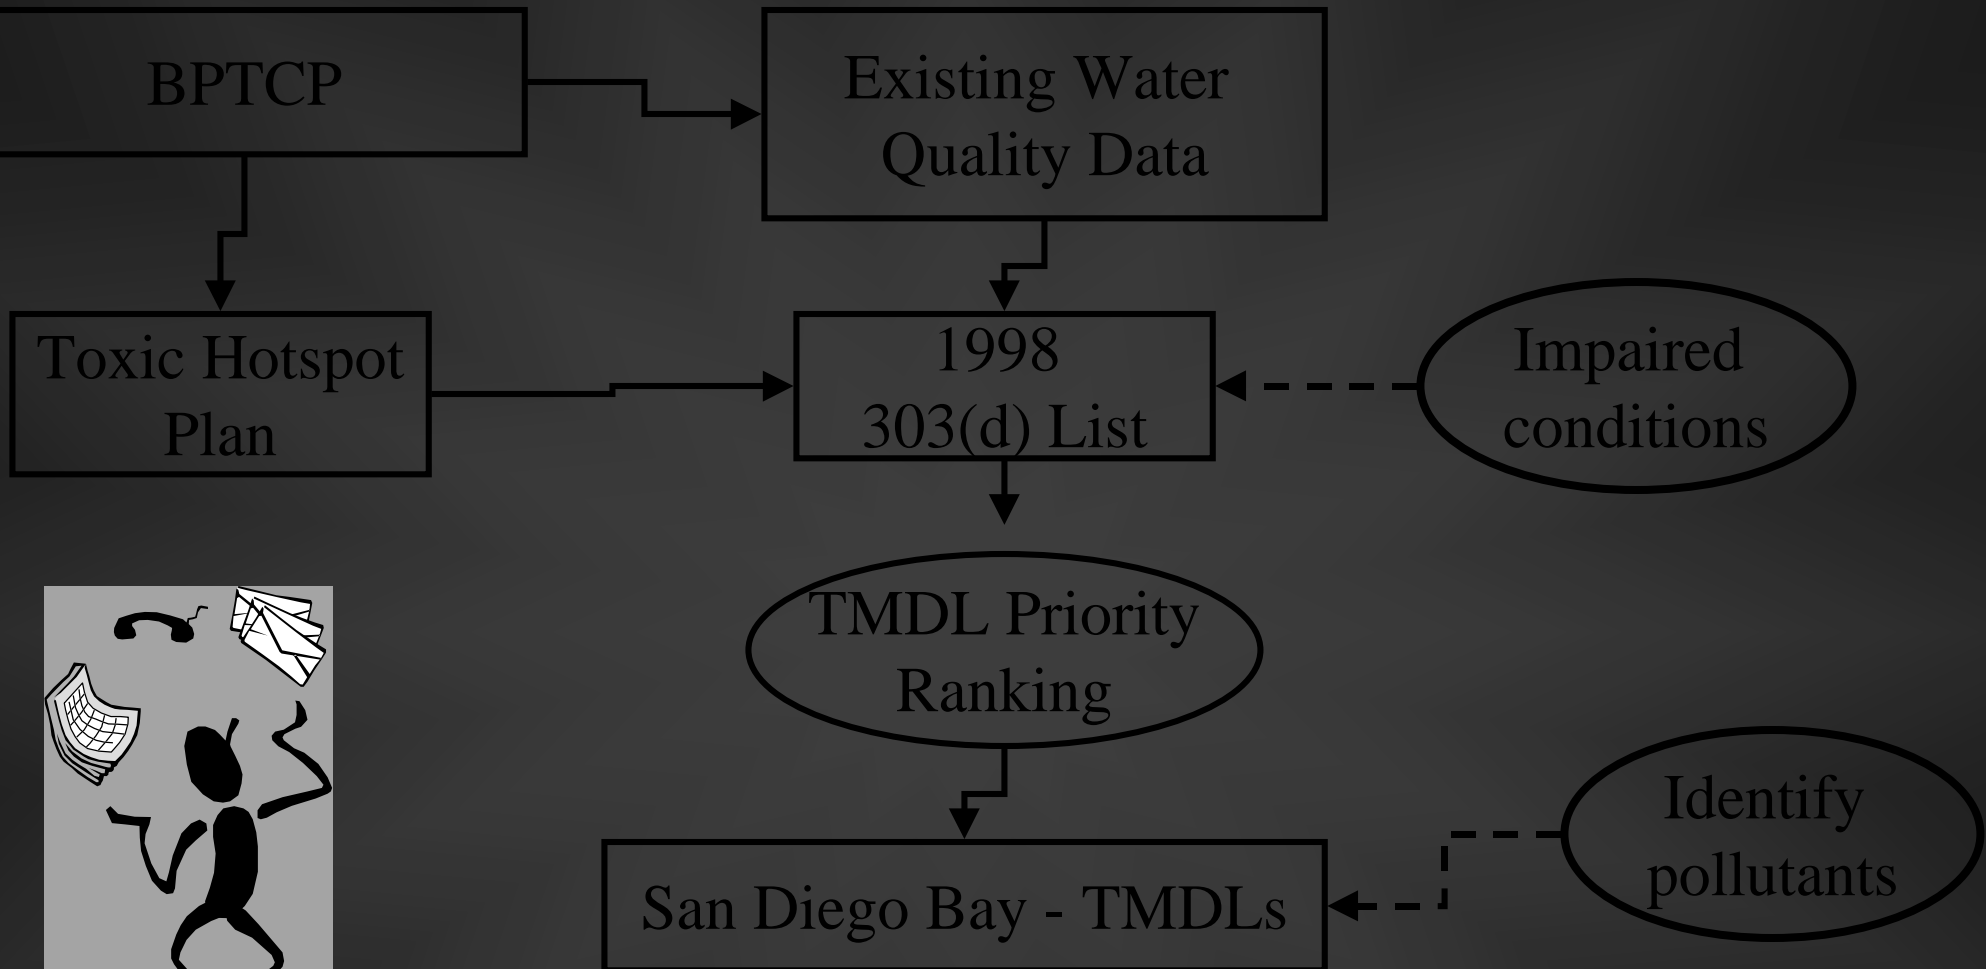 BPTCP
Existing Water
Quality Data
Toxic Hotspot
Plan
1998
303(d) List
Impaired
conditions
TMDL Priority
Ranking
Identify
pollutants
San Diego Bay - TMDLs